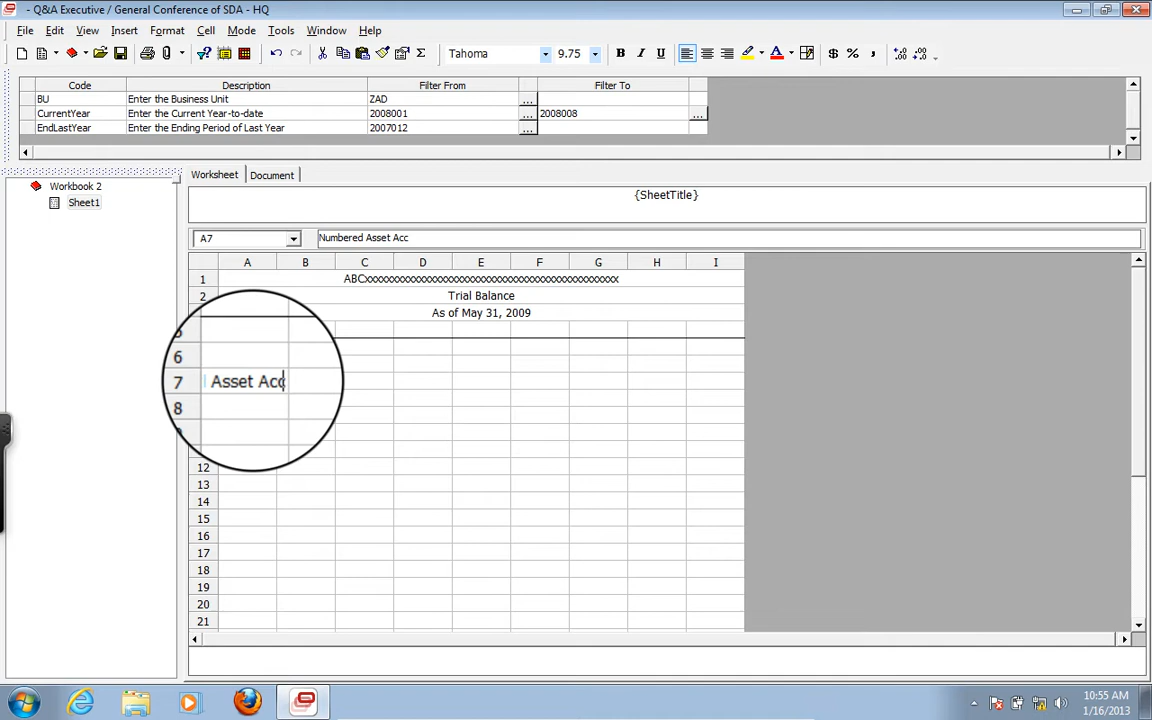 - Q&A Executive / General Conference of SDA - HQ
File Edit View Insert Format Cell Mode Tools Window Help
Tahoma 9.75 B I U A $ % ,
Code Description Filter From Filter To
BU Enter the Business Unit ZAD ...
CurrentYear Enter the Current Year-to-date 2008001 ... 2008008 ...
EndLastYear Enter the Ending Period of Last Year 2007012 ...
Worksheet Document
Workbook 2
Sheet1
{SheetTitle}
A7 Numbered Asset Acc
A B C D E F G H I
1 ABCxxxxxxxxxxxxxxxxxxxxxxxxxxxxxxxxxxxxxxxxxxx
2 Trial Balance
As of May 31, 2009
5
6
7 Asset Acc
8
12
13
14
15
16
17
18
19
20
21
10:55 AM
1/16/2013